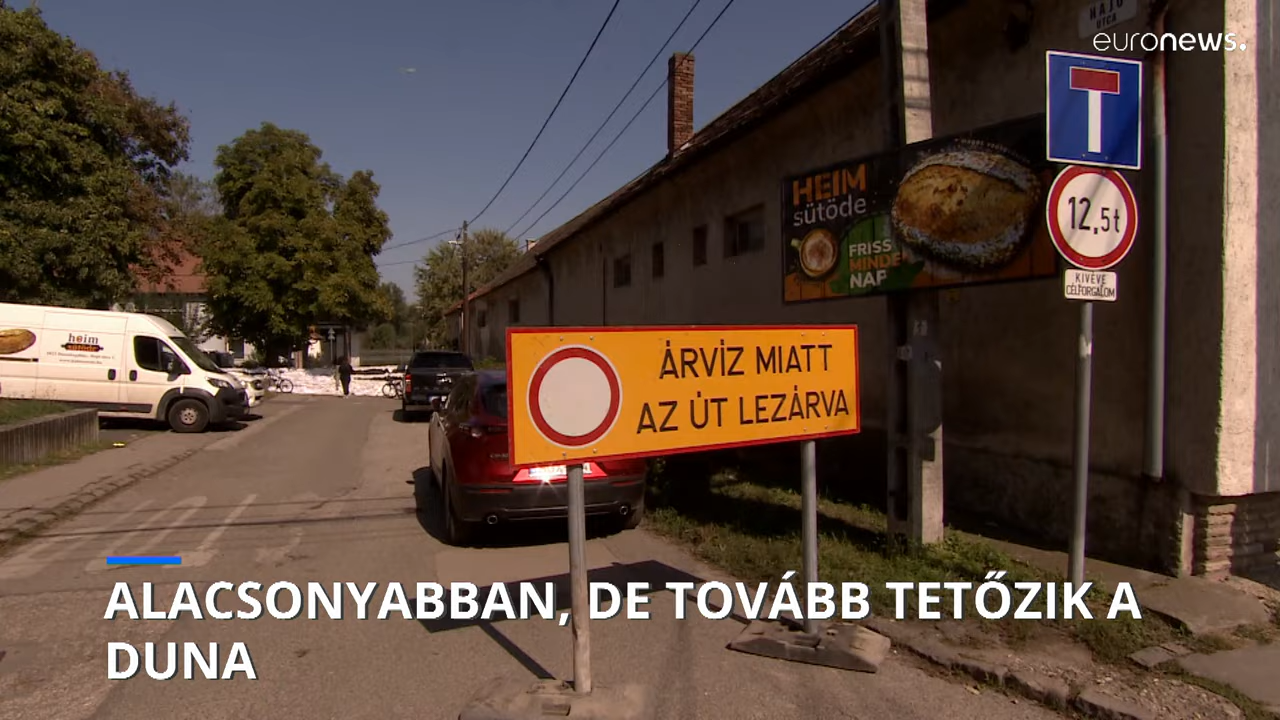 HAJÓ
UTCA
euronews.
12,5t
KIVÉVE
CÉLFORGALOM
HEIM
sütöde
FRISS
MINDE
NAP
heim
sütöde
ÁRVÍZ MIATT
AZ ÚT LEZÁRVA
ALACSONYABBAN, DE TOVÁBB TETŐZIK A
DUNA